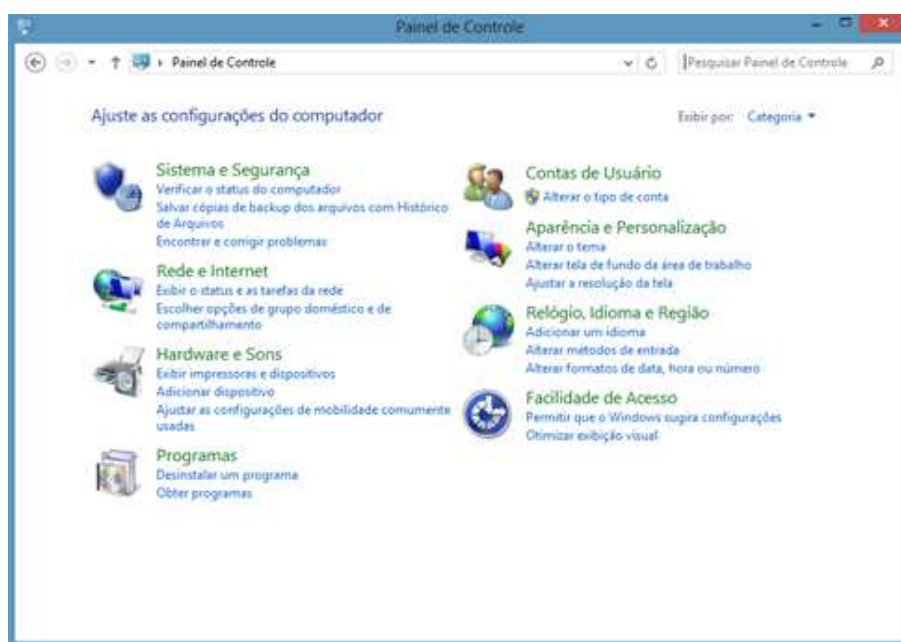 Painel de Controle
Painel de Controle
Pesquisar Painel de Controle
Ajuste as configurações do computador
Exibir por: Categoria
Sistema e Segurança
Verificar o status do computador
Salvar cópias de backup dos arquivos com Histórico
de Arquivos
Encontrar e corrigir problemas
Rede e Internet
Exibir o status e as tarefas da rede
Escolher opções de grupo doméstico e de
compartilhamento
Hardware e Sons
Exibir impressoras e dispositivos
Adicionar dispositivo
Ajustar as configurações de mobilidade comumente
usadas
Programas
Desinstalar um programa
Obter programas
Contas de Usuário
Alterar o tipo de conta
Aparência e Personalização
Alterar o tema
Alterar tela de fundo da área de trabalho
Ajustar a resolução da tela
Relógio, Idioma e Região
Adicionar um idioma
Alterar métodos de entrada
Alterar formatos de data, hora ou número
Facilidade de Acesso
Permitir que o Windows sugira configurações
Otimizar exibição visual